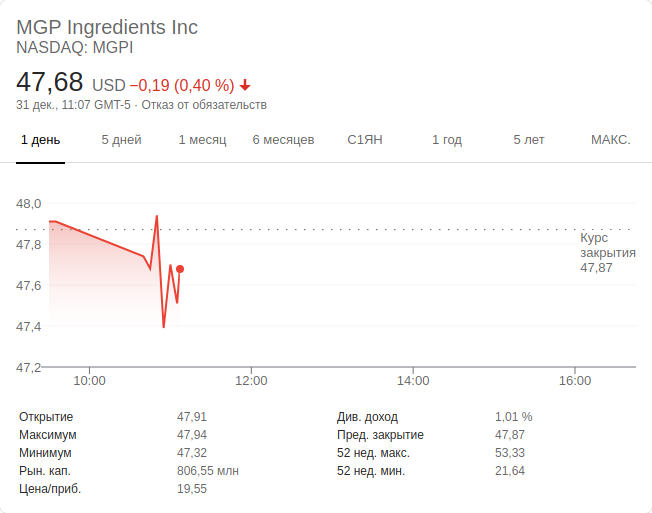 MGP Ingredients Inc
NASDAQ: MGPI
47,68 USD −0,19 (0,40 %)
31 дек., 11:07 GMT-5 · Отказ от обязательств
1 день 5 дней 1 месяц 6 месяцев С1ЯН 1 год 5 лет МАКС.
48,0
47,8
47,6
47,4
47,2
Курс
закрытия
47,87
10:00 12:00 14:00 16:00
Открытие 47,91
Максимум 47,94
Минимум 47,32
Рын. кап. 806,55 млн
Цена/приб. 19,55
Див. доход 1,01 %
Пред. закрытие 47,87
52 нед. макс. 53,33
52 нед. мин. 21,64